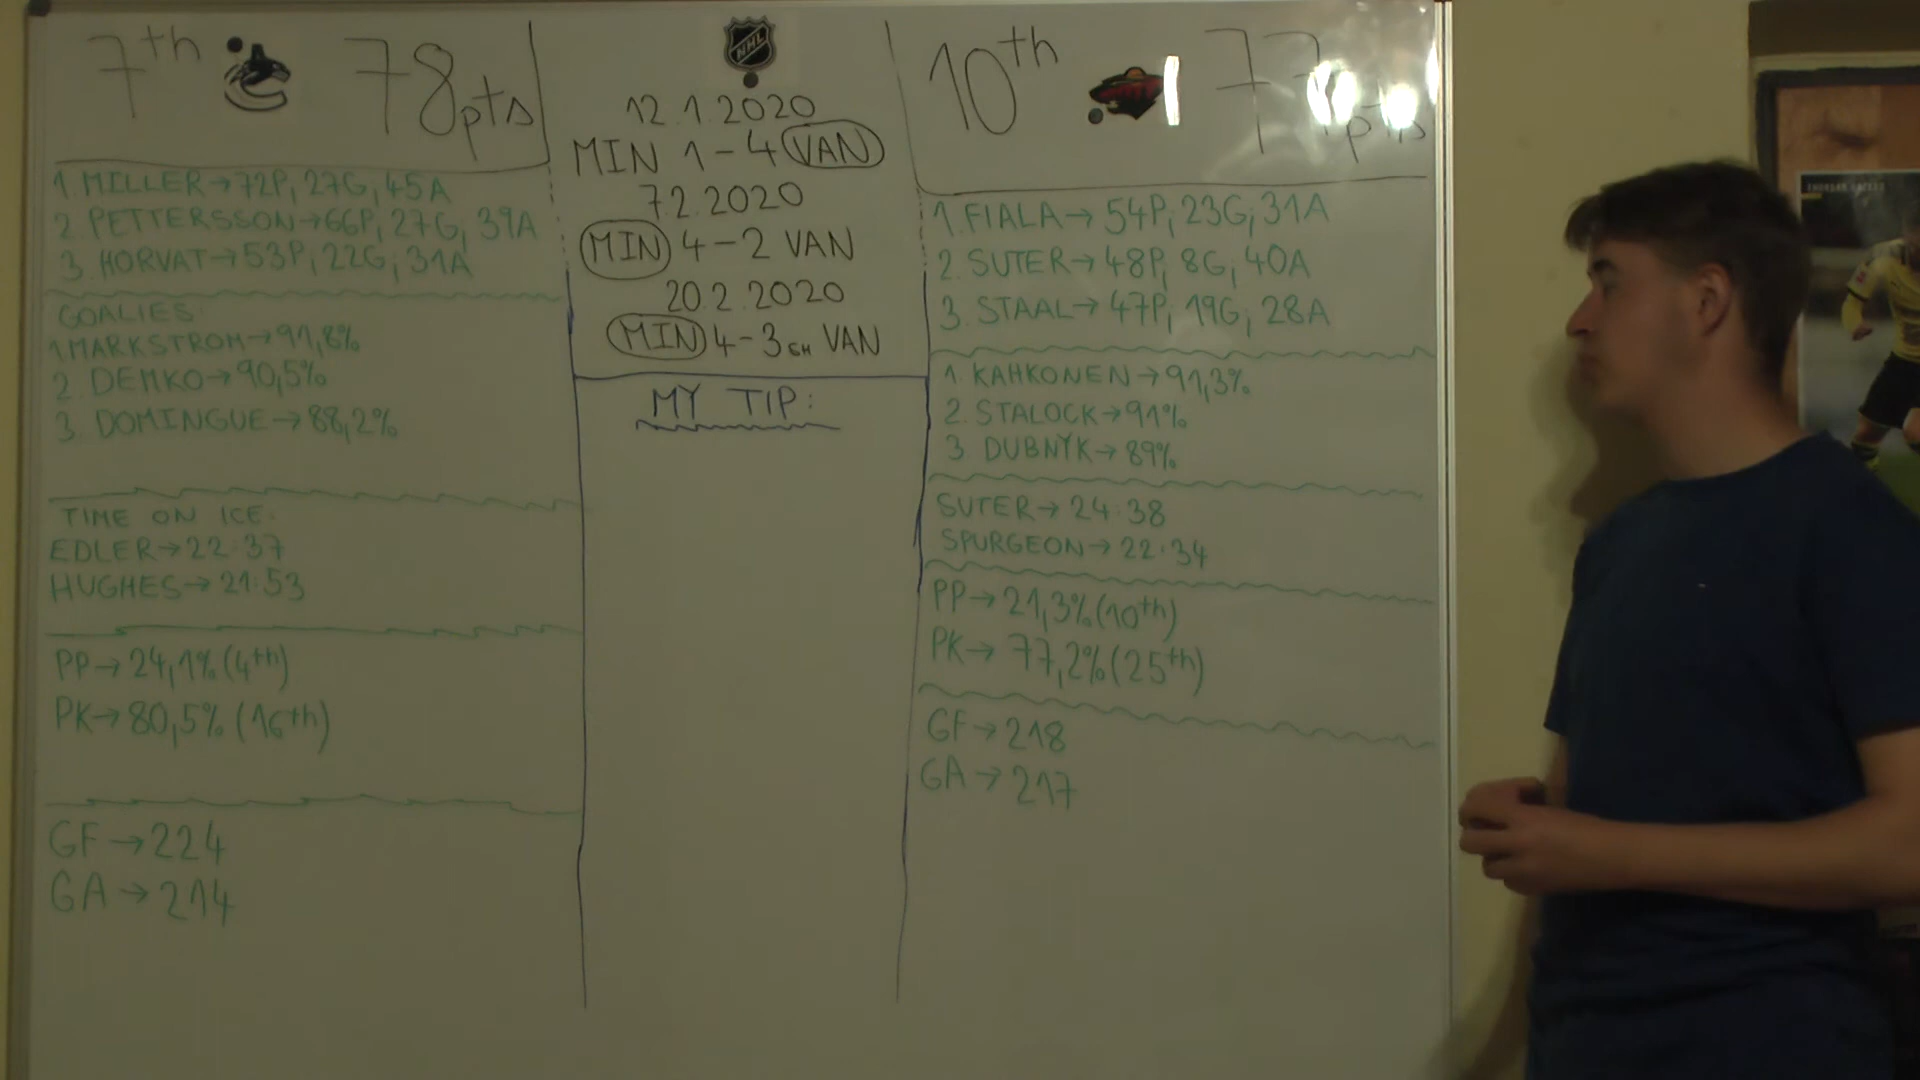 7th 78pts
1. MILLER→72P, 27G, 45A
2. PETTERSSON→66P, 27G, 39A
3. HORVAT→53P, 22G, 31A
GOALIES:
1. MARKSTROM→91,8%
2. DEMKO→90,5%
3. DOMINGUE→88,2%
TIME ON ICE:
EDLER→22:37
HUGHES→21:53
PP→24,1% (4th)
PK→80,5% (16th)
GF→224
GA→214
NHL
12.1.2020
MIN 1-4 VAN
7.2.2020
MIN 4-2 VAN
20.2.2020
MIN 4-3 VAN
MY TIP:
10th 77pts
1. FIALA→54P, 23G, 31A
2. SUTER→48P, 8G, 40A
3. STAAL→47P, 19G, 28A
1. KAHKONEN→91,3%
2. STALOCK→91%
3. DUBNYK→89%
SUTER→24:38
SPURGEON→22:34
PP→21,3% (10th)
PK→77,2% (25th)
GF→218
GA→217